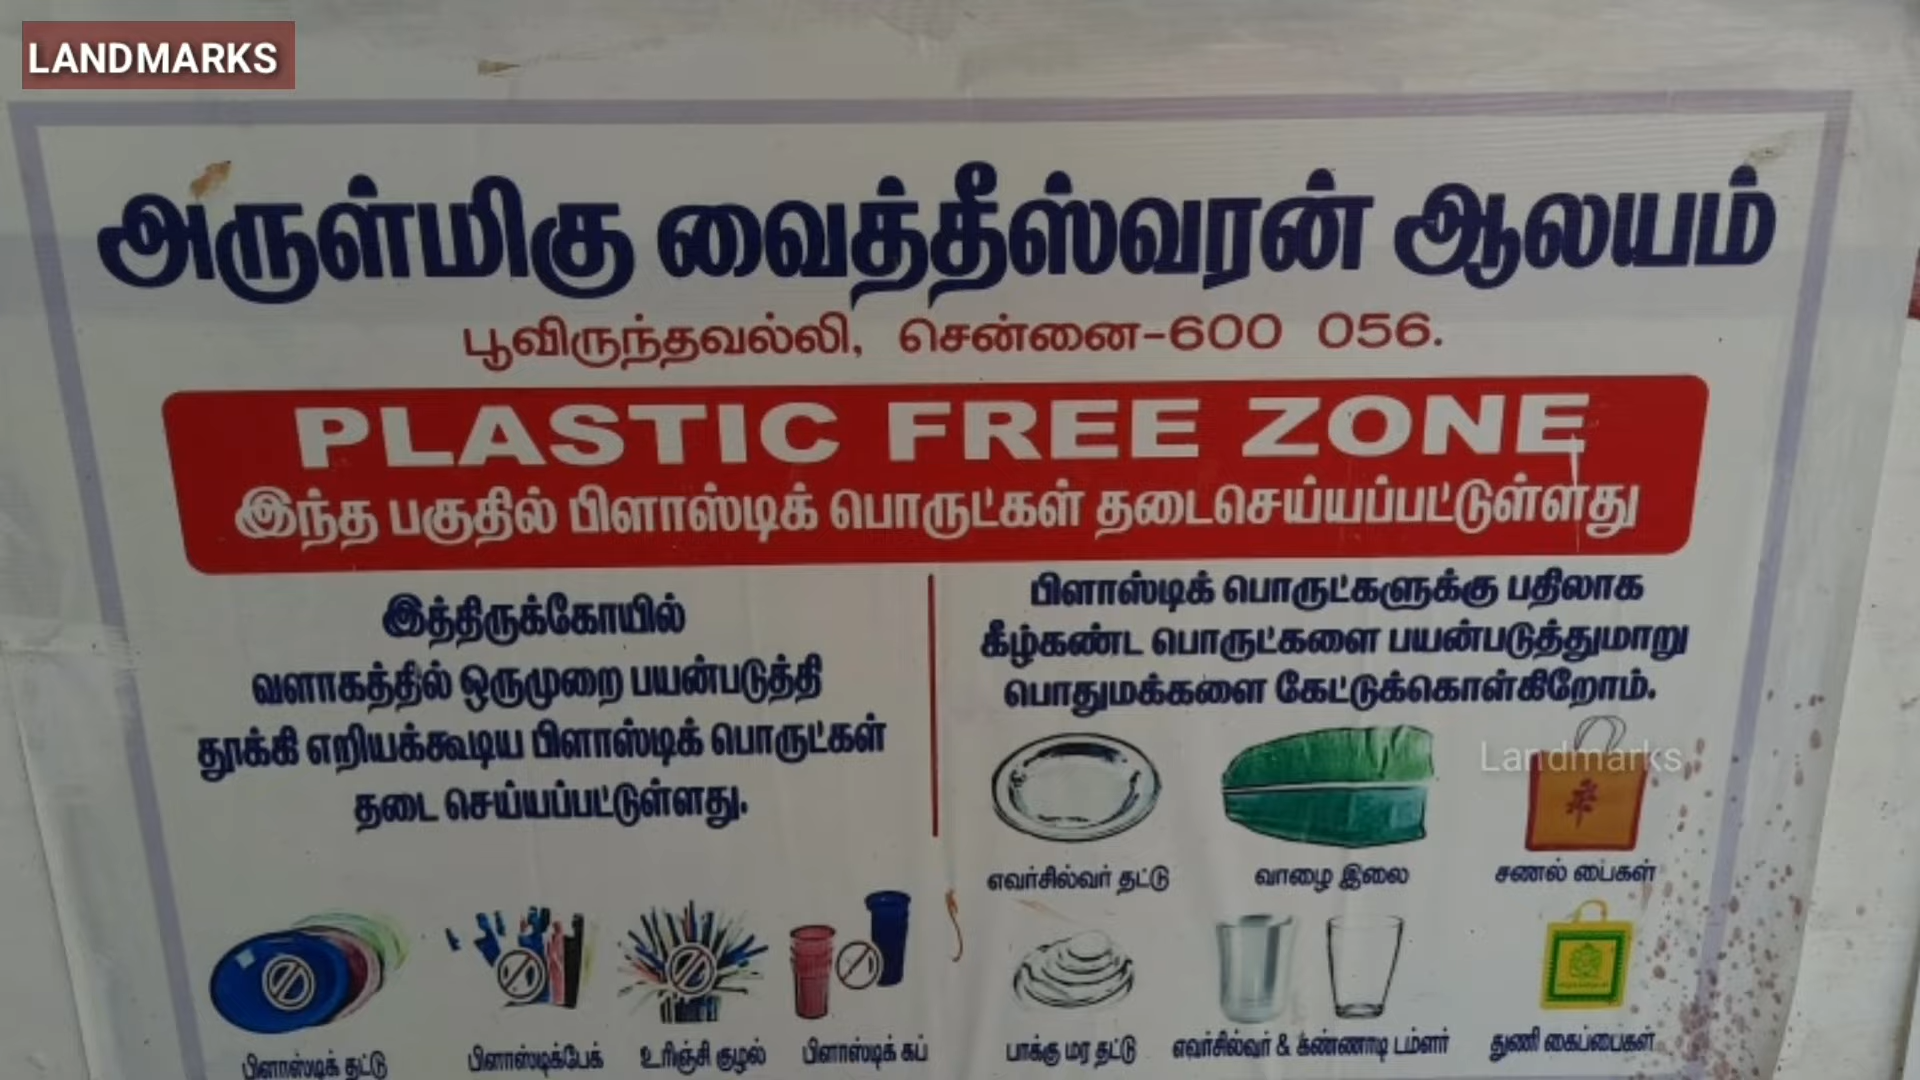 LANDMARKS
அருள்மிகு வைத்தீஸ்வரன் ஆலயம்
பூவிருந்தவல்லி, சென்னை-600 056.
PLASTIC FREE ZONE
இந்த பகுதில் பிளாஸ்டிக் பொருட்கள் தடைசெய்யப்பட்டுள்ளது
இத்திருக்கோயில்
வளாகத்தில் ஒருமுறை பயன்படுத்தி
தூக்கி எறியக்கூடிய பிளாஸ்டிக் பொருட்கள்
தடை செய்யப்பட்டுள்ளது.
பிளாஸ்டிக் தட்டு
பிளாஸ்டிக்பேக்
உரிஞ்சி குழல்
பிளாஸ்டிக் கப்
பிளாஸ்டிக் பொருட்களுக்கு பதிலாக
கீழ்கண்ட பொருட்களை பயன்படுத்துமாறு
பொதுமக்களை கேட்டுக்கொள்கிறோம்.
Landmarks
எவர்சில்வர் தட்டு
வாழை இலை
சணல் பைகள்
பாக்கு மர தட்டு
எவர்சில்வர் & கண்ணாடி டம்ளர்
துணி கைப்பைகள்